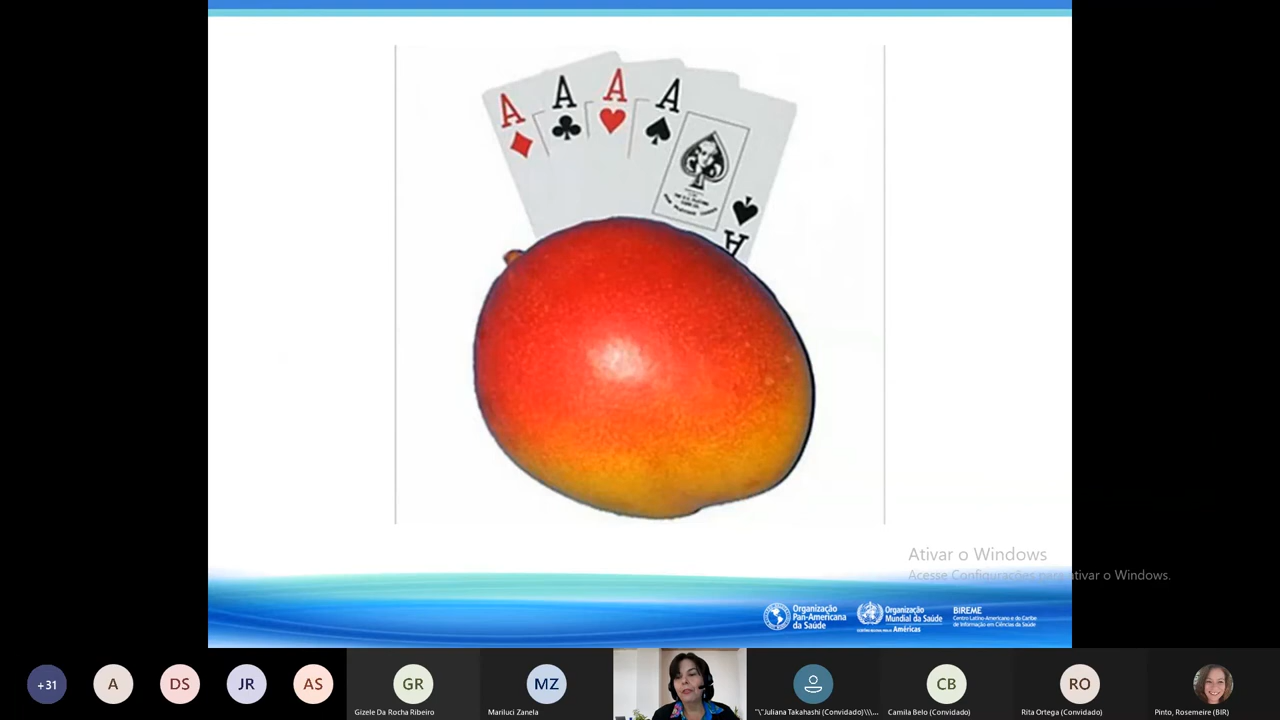 A
A
A
A
A
Ativar o Windows
Acesse Configurações para ativar o Windows.
Organização
Pan-Americana
da Saúde
Organização
Mundial da Saúde
Américas
BIREME
Centro Latino-Americano e do Caribe
de Informação em Ciências da Saúde
+31
A
DS
JR
AS
GR
MZ
CB
RO
Gizele Da Rocha Ribeiro
Mariluci Zanela
"\"Juliana Takahashi (Convidado)\\\...
Camila Belo (Convidado)
Rita Ortega (Convidado)
Pinto, Rosemeire (BIR)